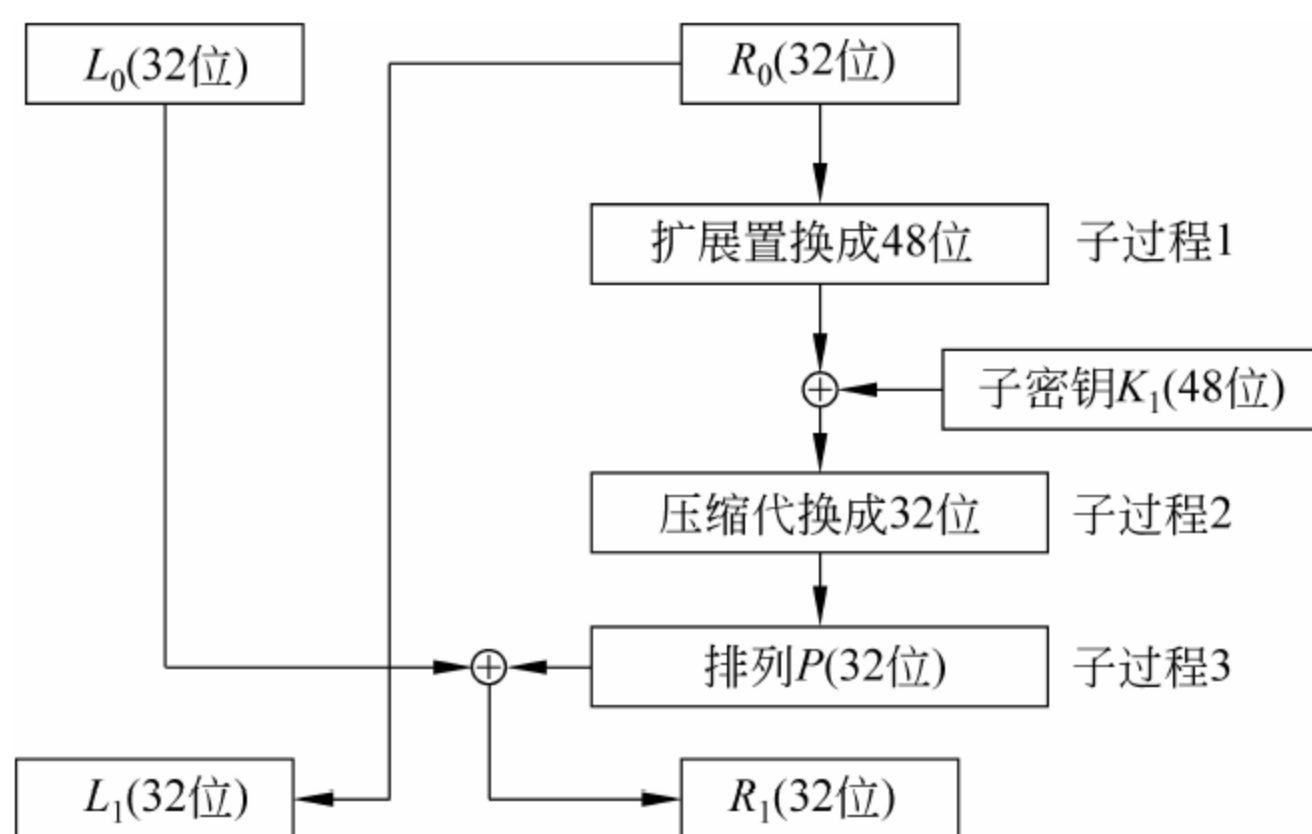 L₀(32位)
R₀(32位)
扩展置换成48位
子过程1
子密钥K₁(48位)
压缩代换成32位
子过程2
排列P(32位)
子过程3
L₁(32位)
R₁(32位)